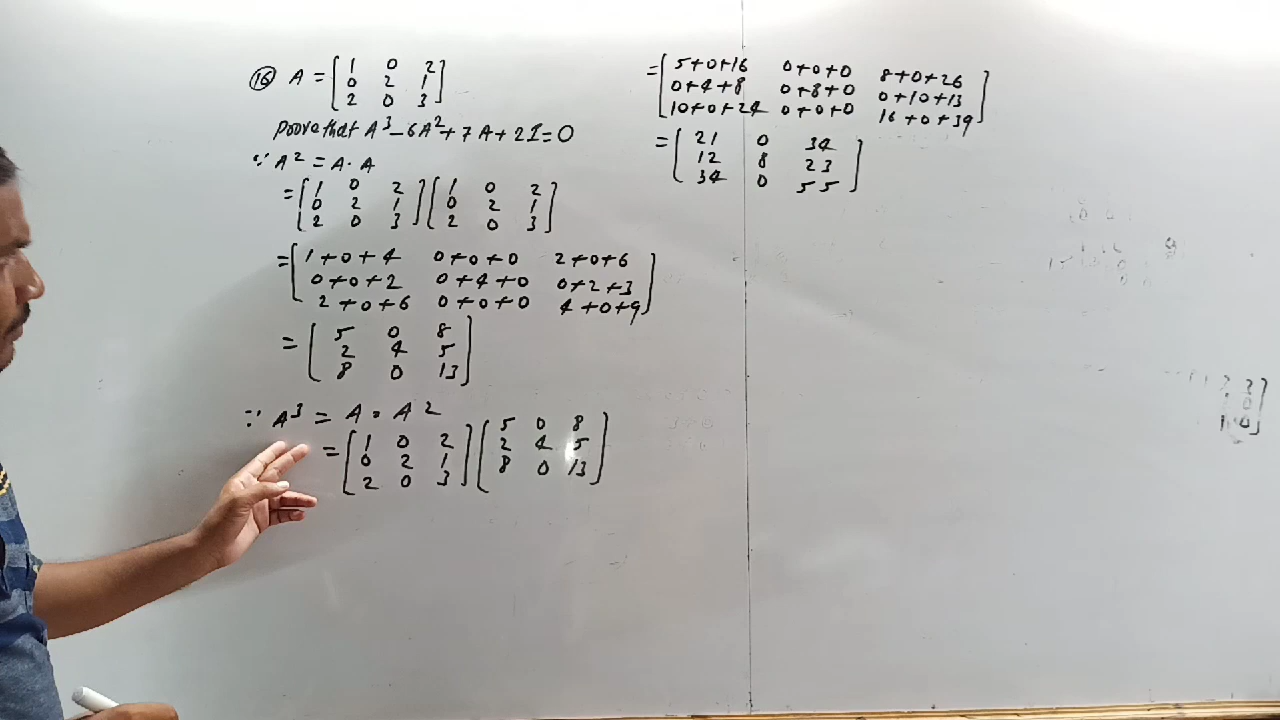 (16) A = [1 0 2
0 2 1
2 0 3]
Prove that A³ - 6A² + 7A + 2I = 0
∵ A² = A · A
= [1 0 2 ] [1 0 2
0 2 1 ] [0 2 1
2 0 3] [2 0 3]
= [1+0+4 0+0+0 2+0+6
0+0+2 0+4+0 0+2+3
2+0+6 0+0+0 4+0+9]
= [5 0 8
2 4 5
8 0 13]
∵ A³ = A · A²
= [1 0 2 ] [5 0 8
0 2 1 ] [2 4 5
2 0 3] [8 0 13]
= [5+0+16 0+0+0 8+0+26
0+4+8 0+8+0 0+10+13
10+0+24 0+0+0 16+0+39]
= [21 0 34
12 8 23
34 0 55]